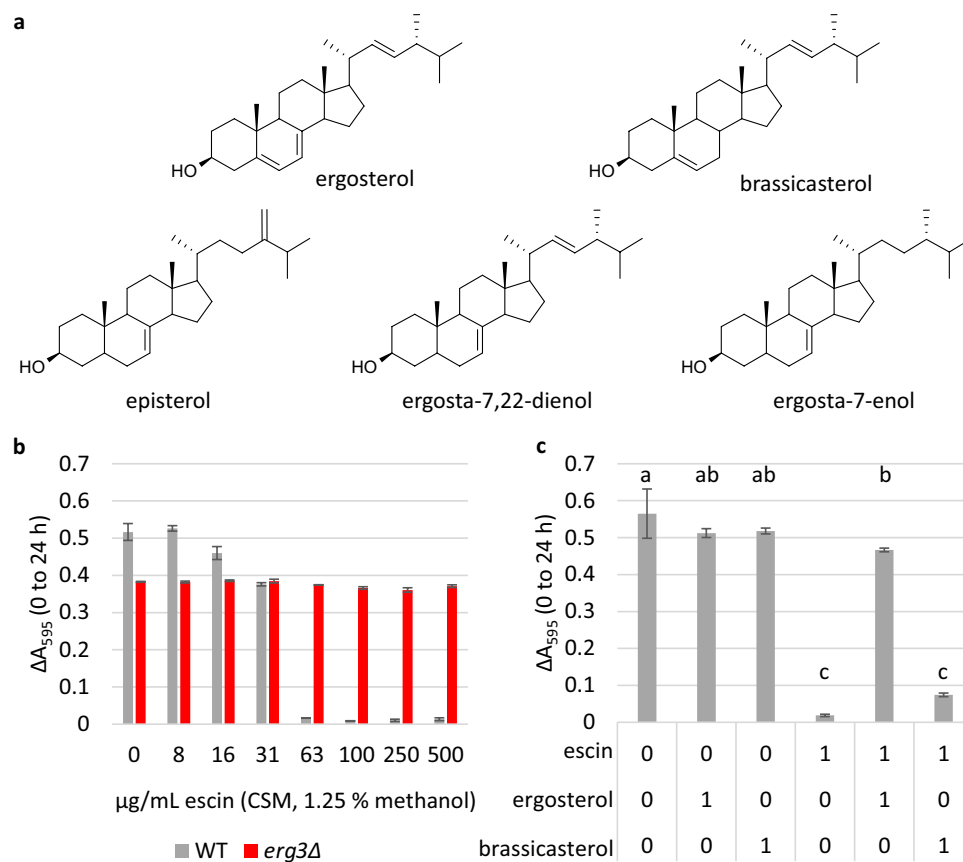 a
HO
ergosterol
HO
brassicasterol
HO
episterol
HO
ergosta-7,22-dienol
HO
ergosta-7-enol
b
ΔA595 (0 to 24 h)
0.7
0.6
0.5
0.4
0.3
0.2
0.1
0
0 8 16 31 63 100 250 500
µg/mL escin (CSM, 1.25 % methanol)
WT erg3Δ
c
ΔA595 (0 to 24 h)
0.7
0.6
0.5
0.4
0.3
0.2
0.1
0
a ab ab c b c
escin 0 0 0 1 1 1
ergosterol 0 1 0 0 1 0
brassicasterol 0 0 1 0 0 1